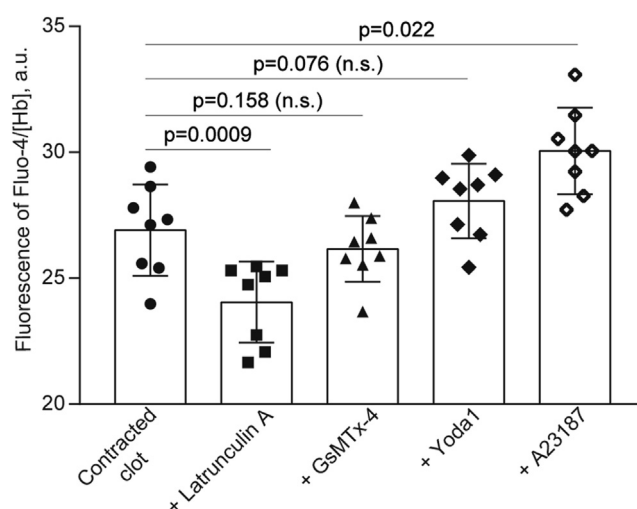 Fluorescence of Fluo-4/[Hb], a.u.
35
30
25
20
p=0.022
p=0.076 (n.s.)
p=0.158 (n.s.)
p=0.0009
Contracted
clot
+ Latrunculin A
+ GsMTx-4
+ Yoda1
+ A23187